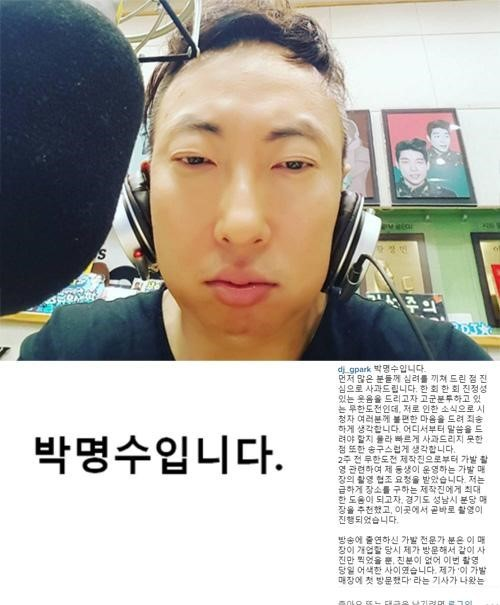 박명수입니다.
dj_gpark 박명수입니다.
먼저 많은 분들께 심려를 끼쳐 드린 점 진
심으로 사과드립니다. 한 회 한 회 진정성
있는 웃음을 드리고자 고군분투하고 있
는 무한도전인데, 저로 인한 소식으로 시
청자 여러분께 불편한 마음을 드려 죄송
하게 생각합니다. 어디서부터 말씀을 드
려야 할지 몰라 빠르게 사과드리지 못한
점 또한 송구스럽게 생각합니다.
2주 전 무한도전 제작진으로부터 가발 촬
영 관련하여 제 동생이 운영하는 가발 매
장의 촬영 협조 요청을 받았습니다. 저는
급하게 장소를 구하는 제작진에게 최대
한 도움이 되고자, 경기도 성남시 분당 매
장을 추천했고, 이곳에서 곧바로 촬영이
진행되었습니다.
방송에 출연하신 가발 전문가 분은 이 매
장이 개업할 당시 제가 방문해서 같이 사
진만 찍었을 뿐, 친분이 없어 이번 촬영
당일 어색한 사이였습니다. 제가 '이 가발
매장에 첫 방문했다' 라는 기사가 나왔는